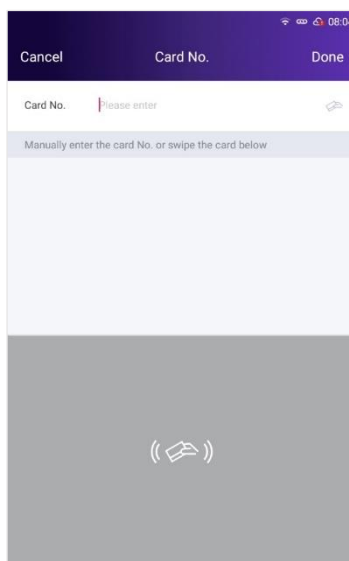 08:04
Cancel Card No. Done
Card No. Please enter
Manually enter the card No. or swipe the card below